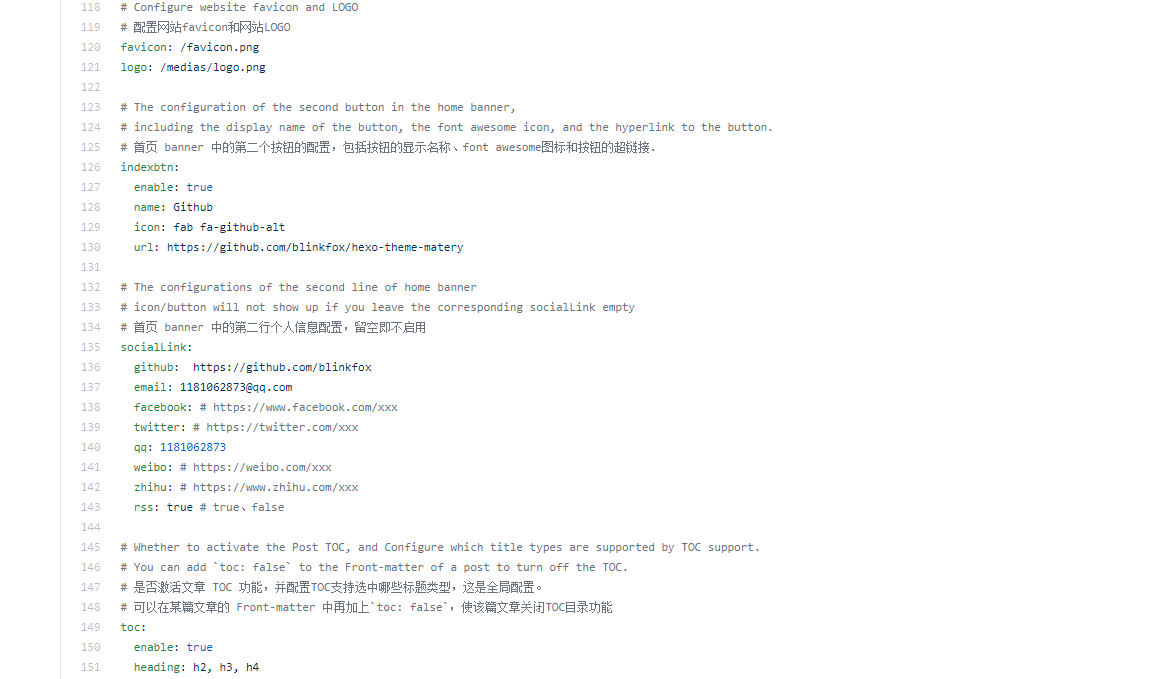 118 # Configure website favicon and LOGO
119 # 配置网站favicon和网站LOGO
120 favicon: /favicon.png
121 logo: /medias/logo.png
122
123 # The configuration of the second button in the home banner,
124 # including the display name of the button, the font awesome icon, and the hyperlink to the button.
125 # 首页 banner 中的第二个按钮的配置，包括按钮的显示名称、font awesome图标和按钮的超链接.
126 indexbtn:
127   enable: true
128   name: Github
129   icon: fab fa-github-alt
130   url: https://github.com/blinkfox/hexo-theme-matery
131
132 # The configurations of the second line of home banner
133 # icon/button will not show up if you leave the corresponding socialLink empty
134 # 首页 banner 中的第二行个人信息配置，留空即不启用
135 socialLink:
136   github:  https://github.com/blinkfox
137   email: 1181062873@qq.com
138   facebook: # https://www.facebook.com/xxx
139   twitter: # https://twitter.com/xxx
140   qq: 1181062873
141   weibo: # https://weibo.com/xxx
142   zhihu: # https://www.zhihu.com/xxx
143   rss: true # true、false
144
145 # Whether to activate the Post TOC, and Configure which title types are supported by TOC support.
146 # You can add `toc: false` to the Front-matter of a post to turn off the TOC.
147 # 是否激活文章 TOC 功能，并配置TOC支持选中哪些标题类型，这是全局配置。
148 # 可以在某篇文章的 Front-matter 中再加上`toc: false`，使该篇文章关闭TOC目录功能
149 toc:
150   enable: true
151   heading: h2, h3, h4